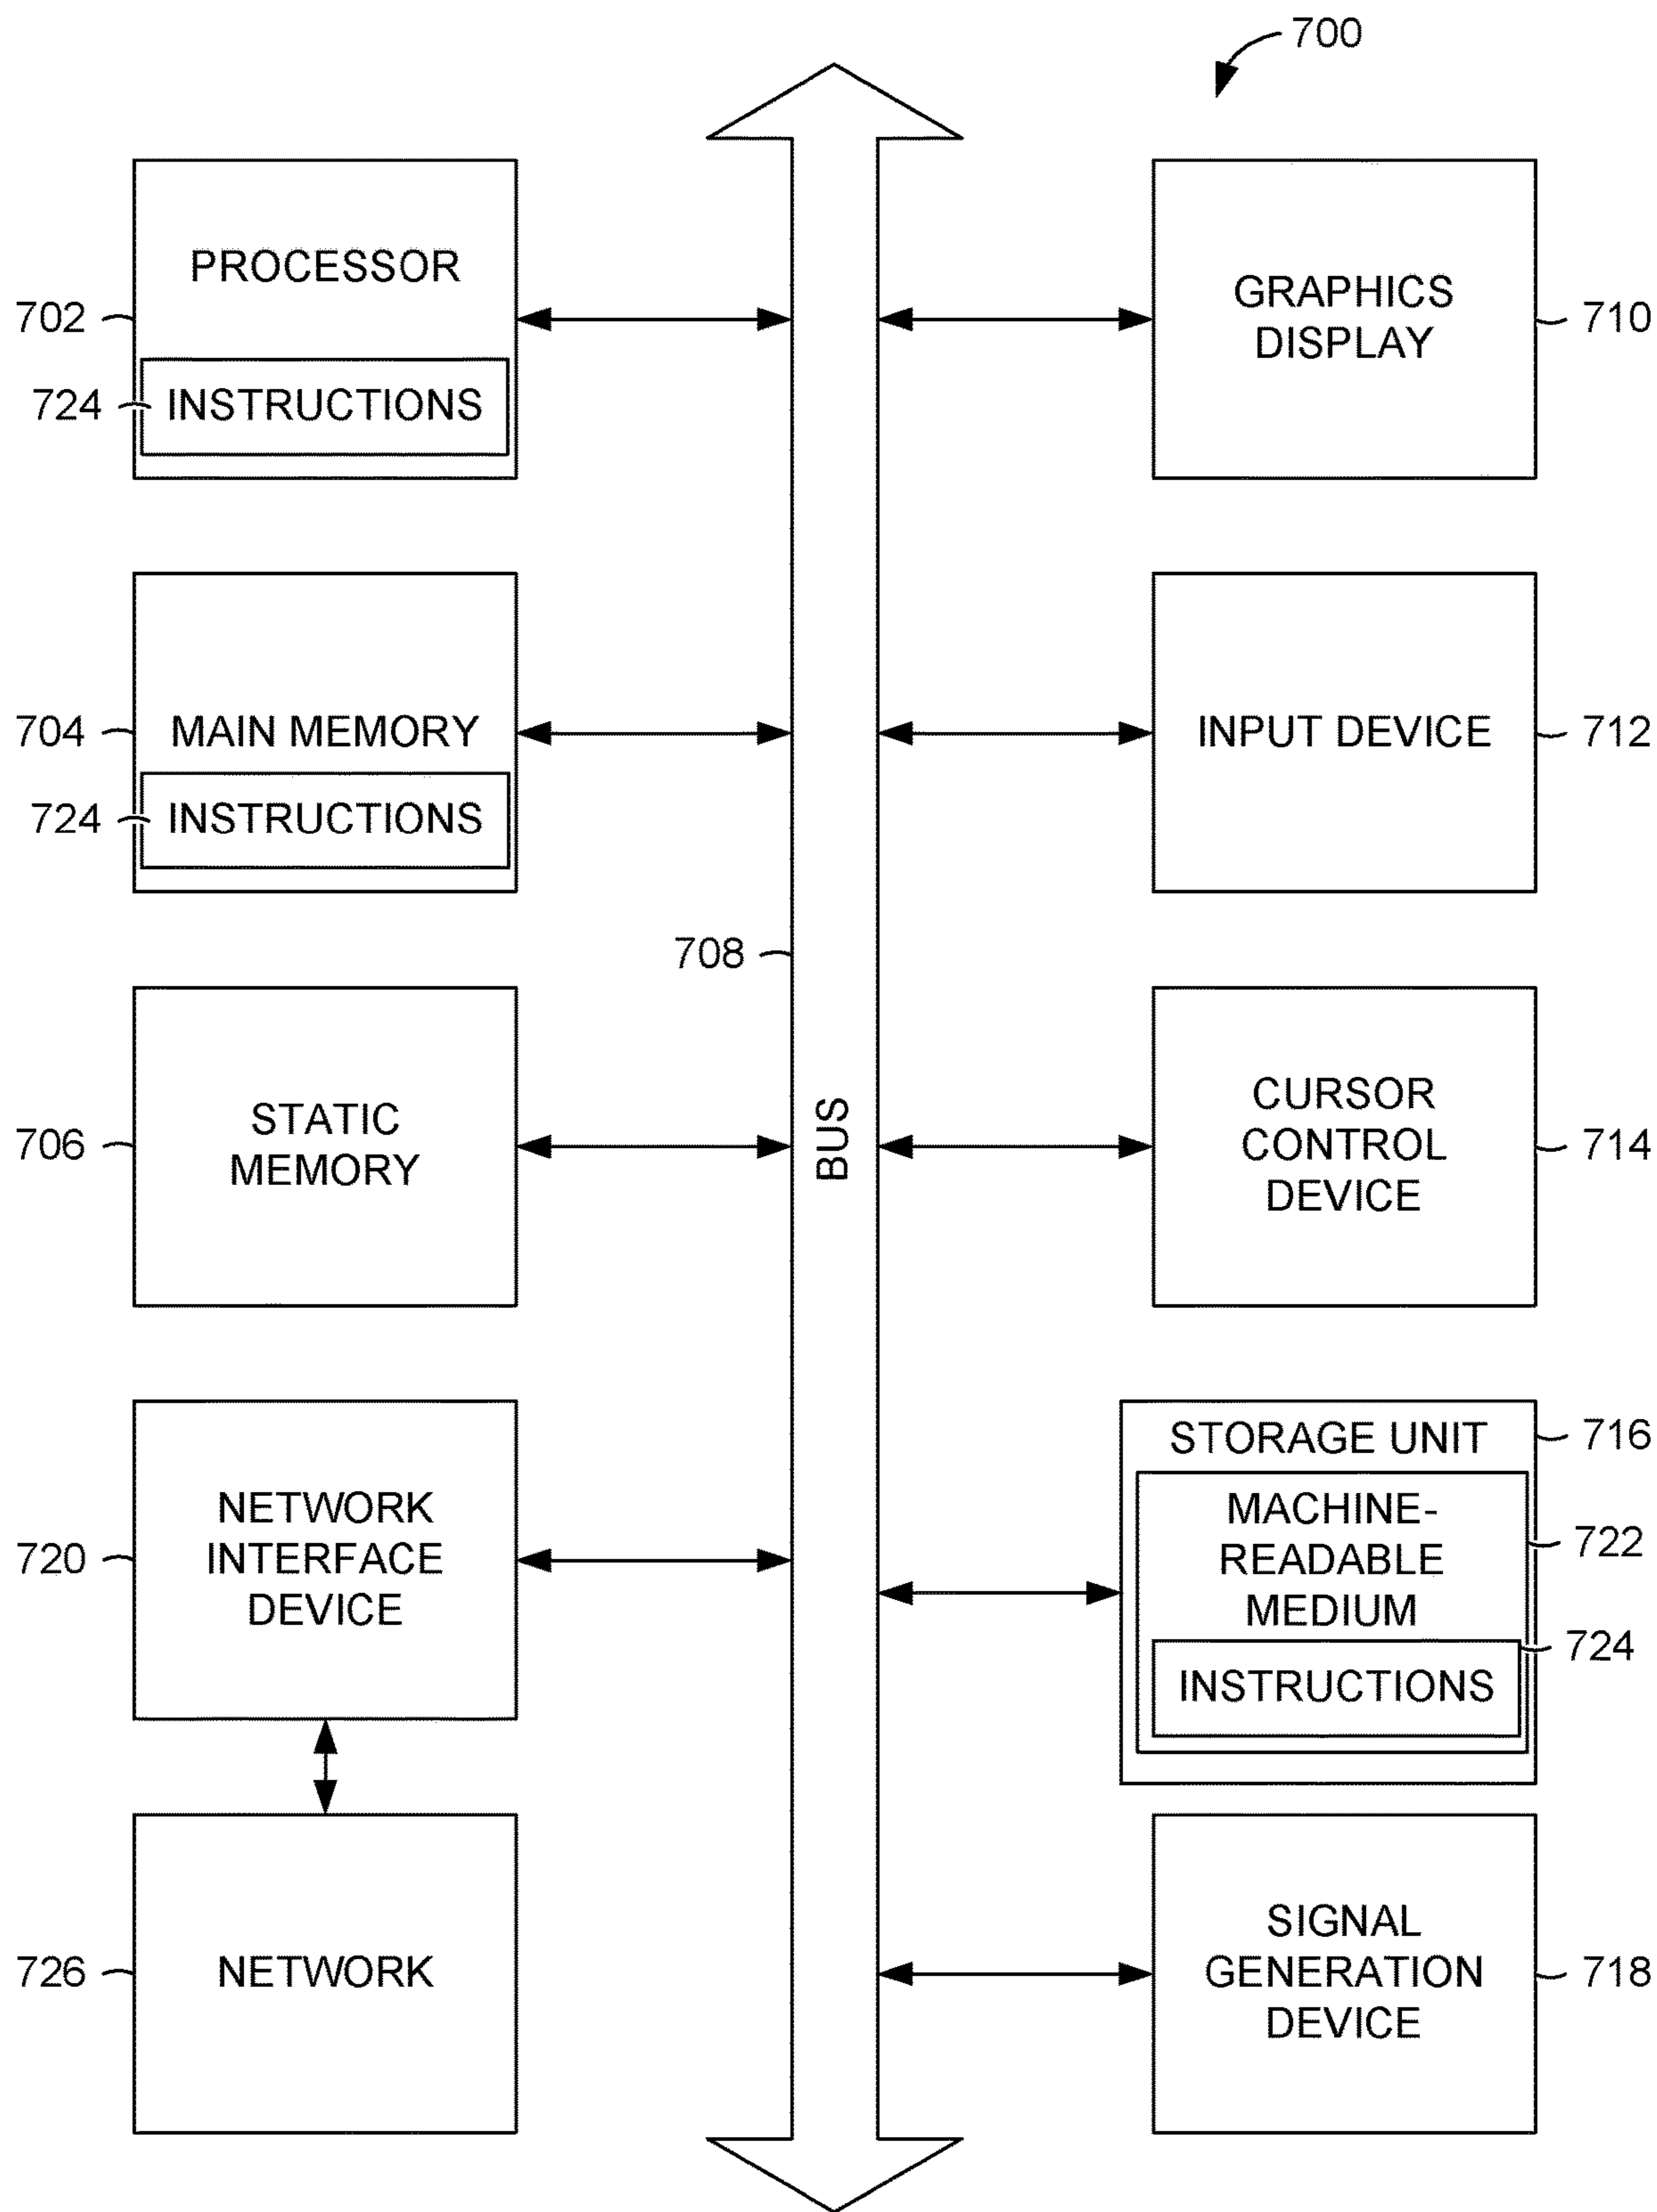 700
PROCESSOR
702
724
INSTRUCTIONS
GRAPHICS
DISPLAY
710
704
MAIN MEMORY
724
INSTRUCTIONS
INPUT DEVICE
712
708
BUS
706
STATIC
MEMORY
CURSOR
CONTROL
DEVICE
714
720
NETWORK
INTERFACE
DEVICE
STORAGE UNIT
716
MACHINE-
READABLE
MEDIUM
722
724
INSTRUCTIONS
726
NETWORK
SIGNAL
GENERATION
DEVICE
718